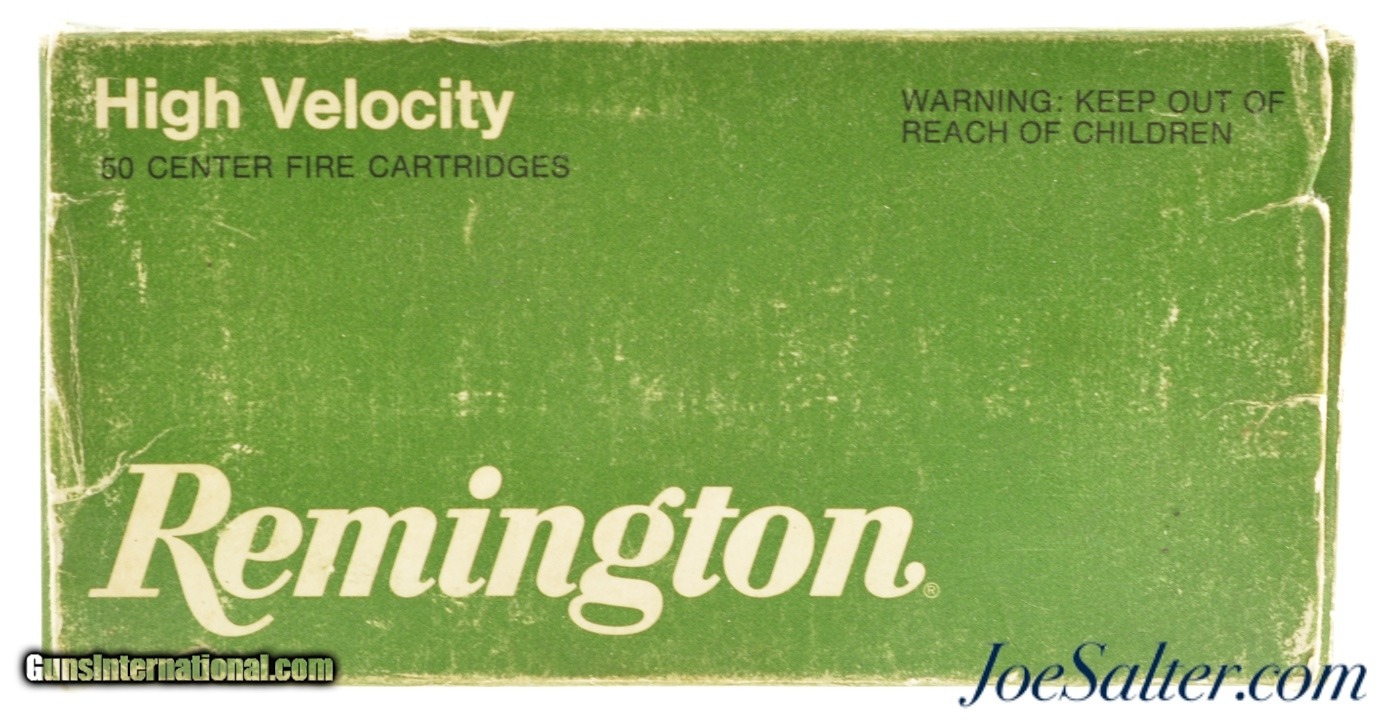 High Velocity
50 CENTER FIRE CARTRIDGES
WARNING: KEEP OUT OF
REACH OF CHILDREN
Remington®
GunsInternational.com
JoeSalter.com